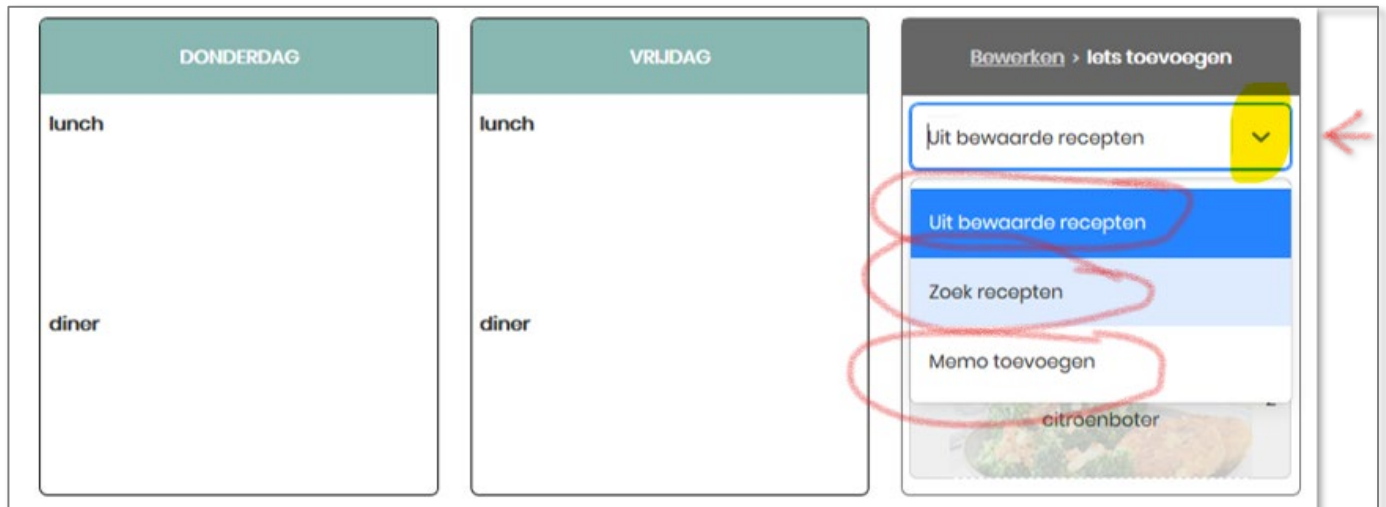 DONDERDAG
lunch
diner
VRIJDAG
lunch
diner
Bewerken > Iets toevoegen
Uit bewaarde recepten
Uit bewaarde recepten
Zoek recepten
Memo toevoegen
citroenboter